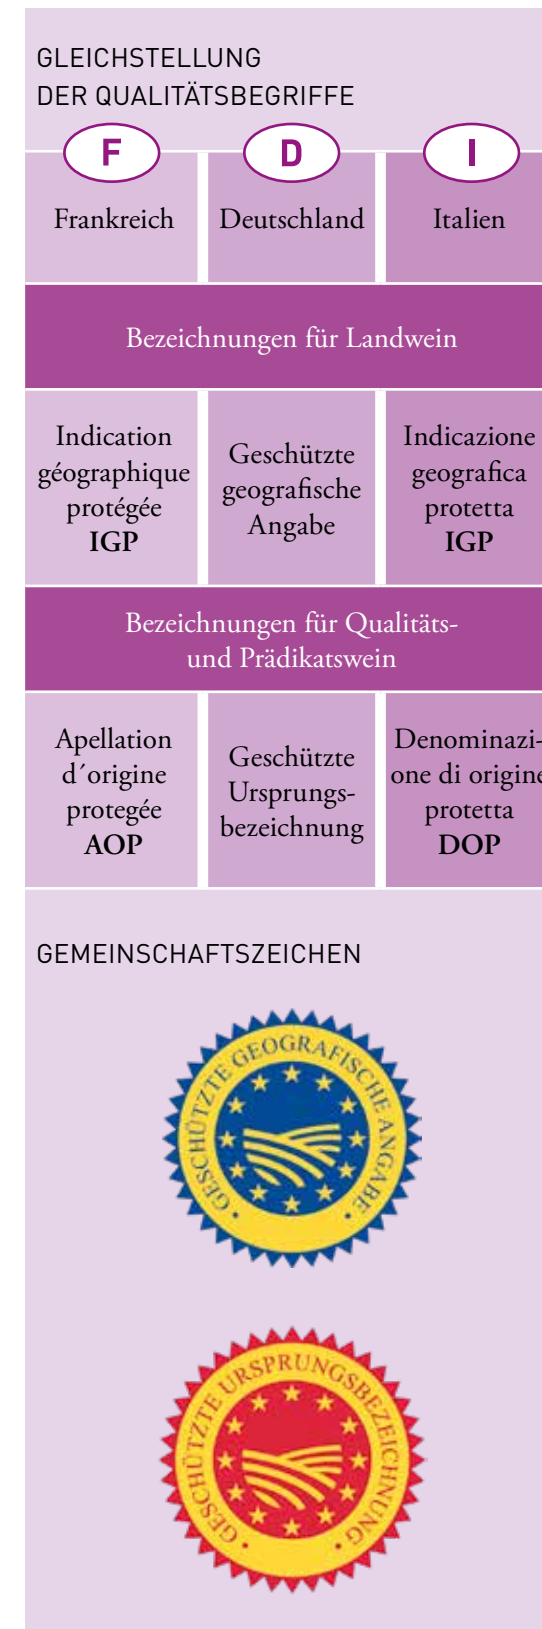 GLEICHSTELLUNG
DER QUALITÄTSBEGRIFFE
F
D
I
Frankreich
Deutschland
Italien
Bezeichnungen für Landwein
Indication
géographique
protégée
IGP
Geschützte
geografische
Angabe
Indicazione
geografica
protetta
IGP
Bezeichnungen für Qualitäts-
und Prädikatswein
Apellation
d´origine
protegée
AOP
Geschützte
Ursprungs-
bezeichnung
Denominazi-
one di origine
protetta
DOP
GEMEINSCHAFTSZEICHEN
• GESCHÜTZTE GEOGRAFISCHE ANGABE •
• GESCHÜTZTE URSPRUNGSBEZEICHNUNG •